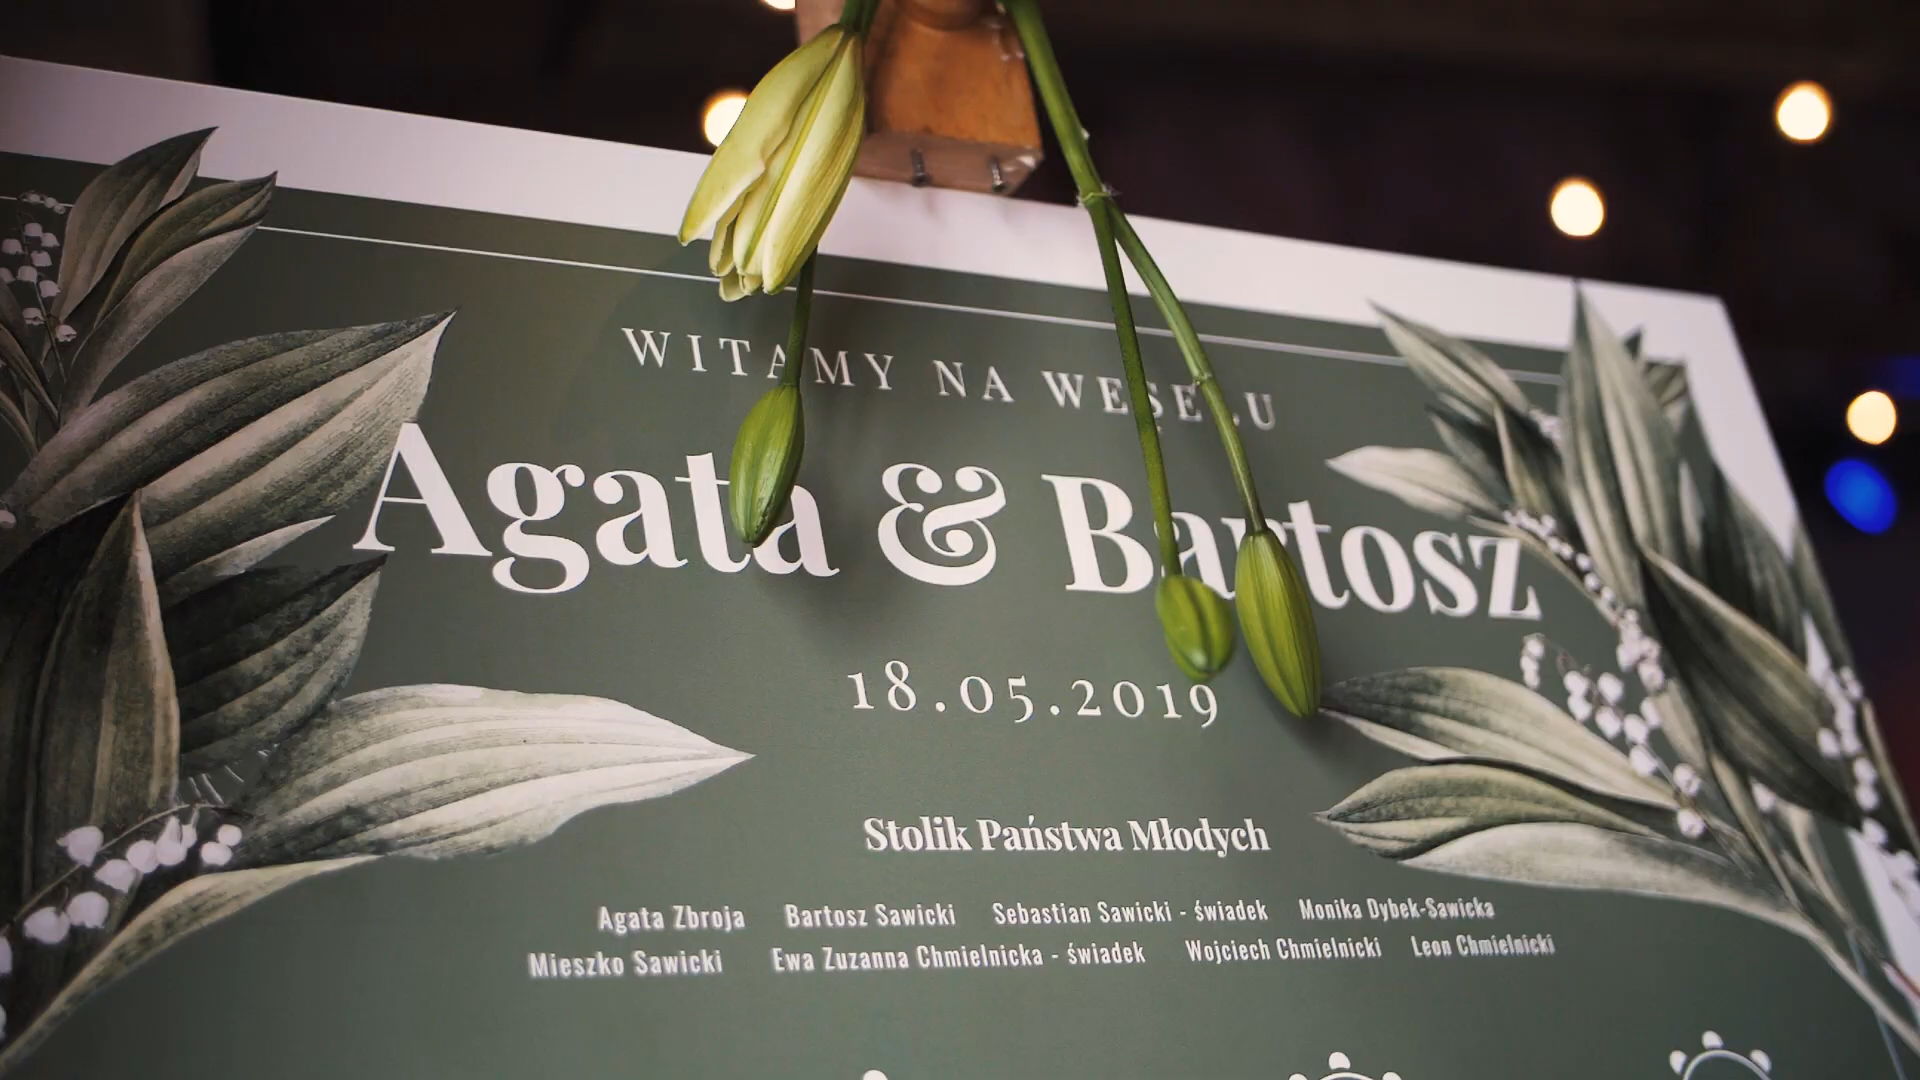 WITAMY NA WESELU
Agata & Bartosz
18.05.2019
Stolik Państwa Młodych
Agata Zbroja Bartosz Sawicki Sebastian Sawicki - świadek Monika Dybek-Sawicka
Mieszko Sawicki Ewa Zuzanna Chmielnicka - świadek Wojciech Chmielnicki Leon Chmielnicki